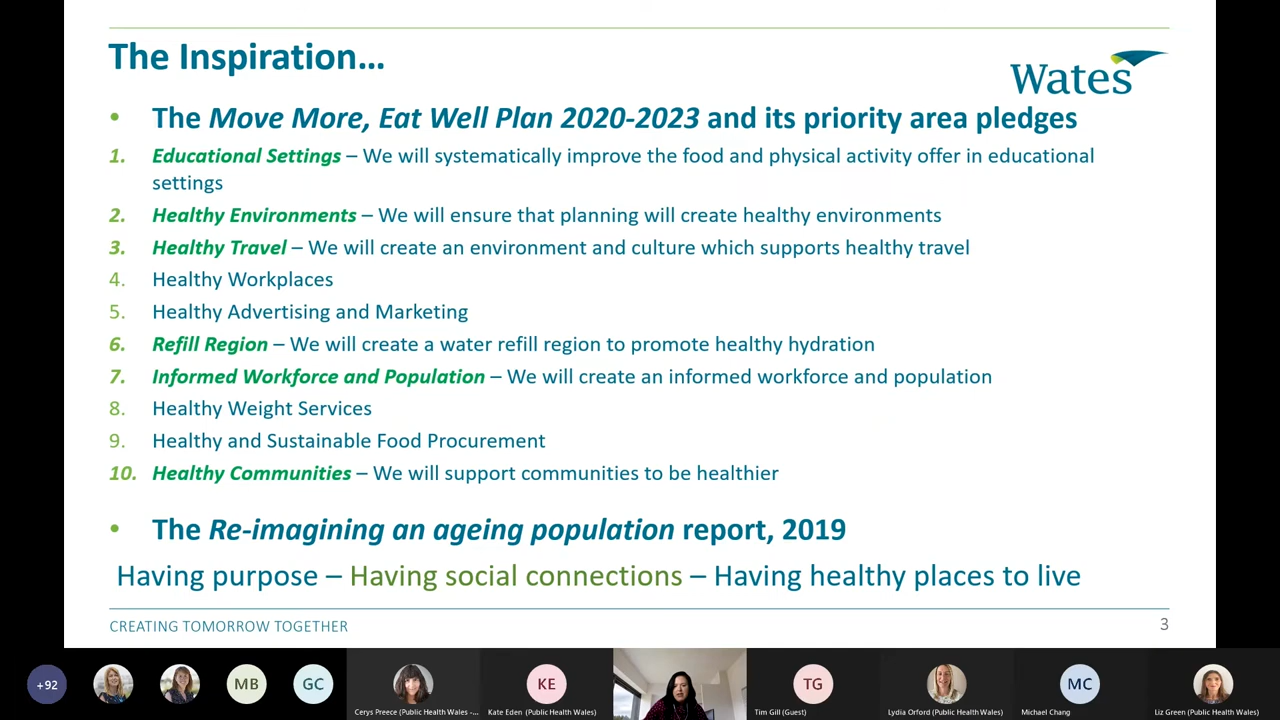 The Inspiration…
Wates
• The Move More, Eat Well Plan 2020-2023 and its priority area pledges
1. Educational Settings – We will systematically improve the food and physical activity offer in educational
settings
2. Healthy Environments – We will ensure that planning will create healthy environments
3. Healthy Travel – We will create an environment and culture which supports healthy travel
4. Healthy Workplaces
5. Healthy Advertising and Marketing
6. Refill Region – We will create a water refill region to promote healthy hydration
7. Informed Workforce and Population – We will create an informed workforce and population
8. Healthy Weight Services
9. Healthy and Sustainable Food Procurement
10. Healthy Communities – We will support communities to be healthier
• The Re-imagining an ageing population report, 2019
Having purpose – Having social connections – Having healthy places to live
CREATING TOMORROW TOGETHER
3
+92
MB
GC
KE
TG
MC
Cerys Preece (Public Health Wales -...
Kate Eden (Public Health Wales)
Tim Gill (Guest)
Lydia Orford (Public Health Wales)
Michael Chang
Liz Green (Public Health Wales)